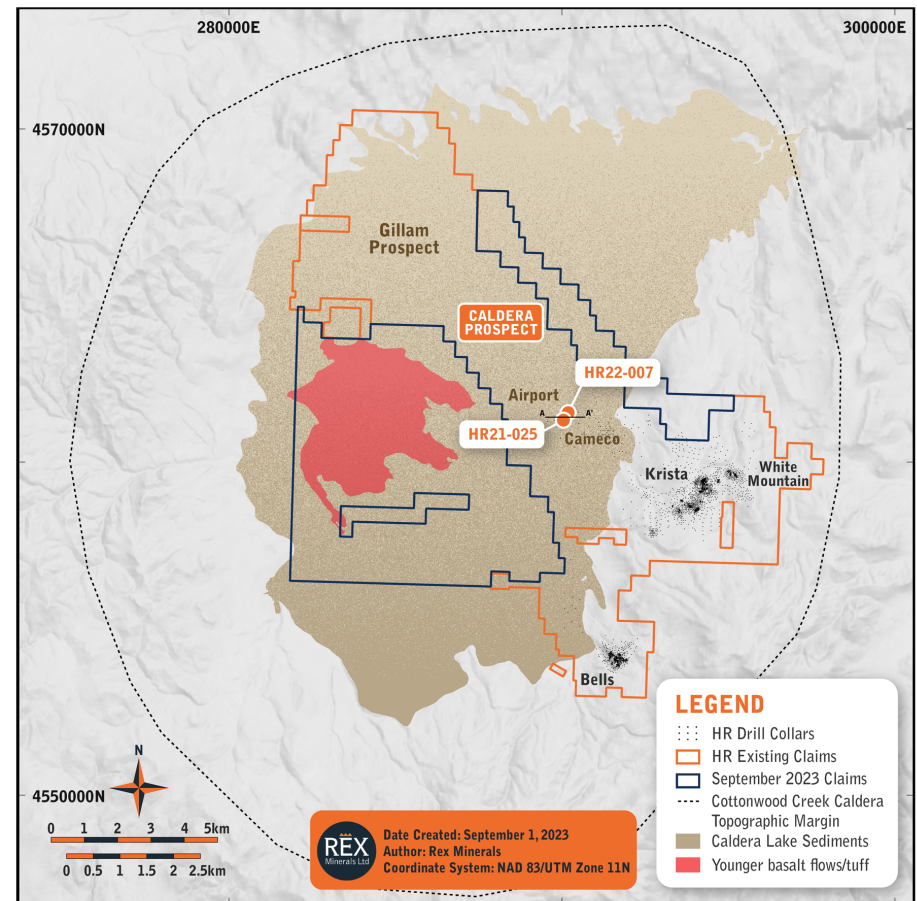 280000E
300000E
4570000N
Gillam
Prospect
CALDERA
PROSPECT
HR22-007
Airport
A
A'
HR21-025
Cameco
Krista
White
Mountain
Bells
LEGEND
HR Drill Collars
HR Existing Claims
September 2023 Claims
Cottonwood Creek Caldera
Topographic Margin
Caldera Lake Sediments
Younger basalt flows/tuff
N
4550000N
0 1 2 3 4 5km
0 0.5 1 1.5 2 2.5km
REX
Minerals Ltd
Date Created: September 1, 2023
Author: Rex Minerals
Coordinate System: NAD 83/UTM Zone 11N